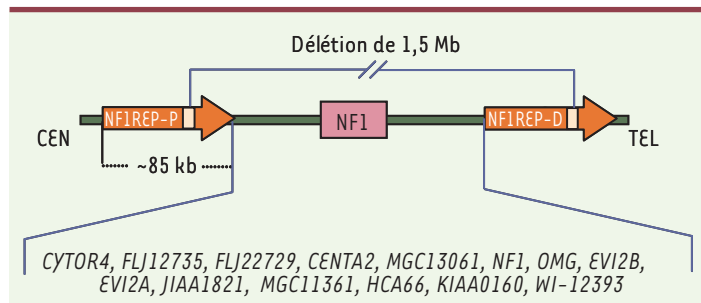 Délétion de 1,5 Mb
NF1REP-P
NF1
NF1REP-D
CEN
TEL
~85 kb
CYTOR4, FLJ12735, FLJ22729, CENTA2, MGC13061, NF1, OMG, EVI2B,
EVI2A, JIAA1821, MGC11361, HCA66, KIAA0160, WI-12393